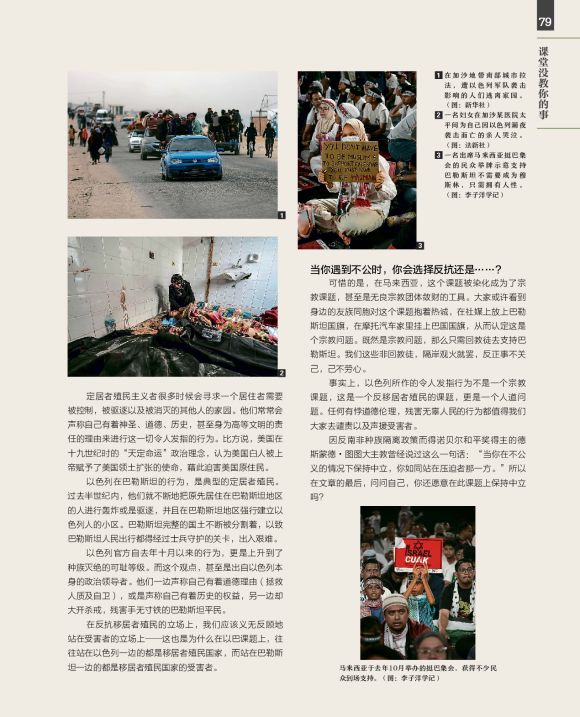 79
课堂没教你的事
1 在加沙地带南部城市拉
法，遭以色列军队袭击
影响的人们逃离家园。
（图：新华社）
2 一名妇女在加沙某医院太
平间为自己因以色列前夜
袭击而亡的亲人哭泣。
（图：法新社）
3 一名出席马来西亚挺巴集
会的民众举牌示意支持
巴勒斯坦不需要成为穆
斯林，只需拥有人性。
（图：李子洋学记）
1
YOU DON'T HAVE
TO BE MUSLIM
HUMAN
3
2
定居者殖民主义者很多时候会寻求一个居住者需要
被控制，被驱逐以及被消灭的其他人的家园。他们常常会
声称自己有着神圣、道德、历史，甚至身为高等文明的责
任的理由来进行这一切令人发指的行为。比方说，美国在
十九世纪时的“天定命运”政治理念，认为美国白人被上
帝赋予了美国领土扩张的使命，藉此迫害美国原住民。
以色列在巴勒斯坦的行为，是典型的定居者殖民。
过去半世纪内，他们就不断地把原先居住在巴勒斯坦地区
的人进行轰炸或是驱逐，并且在巴勒斯坦地区强行建立以
色列人的小区。巴勒斯坦完整的国土不断被分割着，以致
巴勒斯坦人民出行都得经过士兵守护的关卡，出入艰难。
以色列官方自去年十月以来的行为，更是上升到了
种族灭绝的可耻等级。而这个观点，甚至是出自以色列本
身的政治领导者。他们一边声称自己有着道德理由（拯救
人质及自卫），或是声称自己有着历史的权益，另一边却
大开杀戒，残害手无寸铁的巴勒斯坦平民。
在反抗移居者殖民的立场上，我们应该义无反顾地
站在受害者的立场上——这也是为什么在以巴课题上，往
往站在以色列一边的都是移居者殖民国家，而站在巴勒斯
坦一边的都是移居者殖民国家的受害者。
当你遇到不公时，你会选择反抗还是……？
可惜的是，在马来西亚，这个课题被染化成为了宗
教课题，甚至是无良宗教团体敛财的工具。大家或许看到
身边的友族同胞对这个课题抱着热诚，在社媒上放上巴勒
斯坦国旗，在摩托汽车家里挂上巴国国旗，从而认定这是
个宗教问题。既然是宗教问题，那么只需回教徒去支持巴
勒斯坦。我们这些非回教徒，隔岸观火就罢，反正事不关
己，己不劳心。
事实上，以色列所作的令人发指行为不是一个宗教
课题，这是一个反移居者殖民的课题，更是一个人道问
题。任何有悖道德伦理，残害无辜人民的行为都值得我们
大家去谴责以及声援受害者。
因反南非种族隔离政策而得诺贝尔和平奖得主的德
斯蒙德·图图大主教曾经说过这么一句话：“当你在不公
义的情况下保持中立，你如同站在压迫者那一方。”所以
在文章的最后，问问自己，你还愿意在此课题上保持中立
吗？
ISRAEL
CUAK
马来西亚于去年10月举办的挺巴集会，获得不少民
众到场支持。（图：李子洋学记）